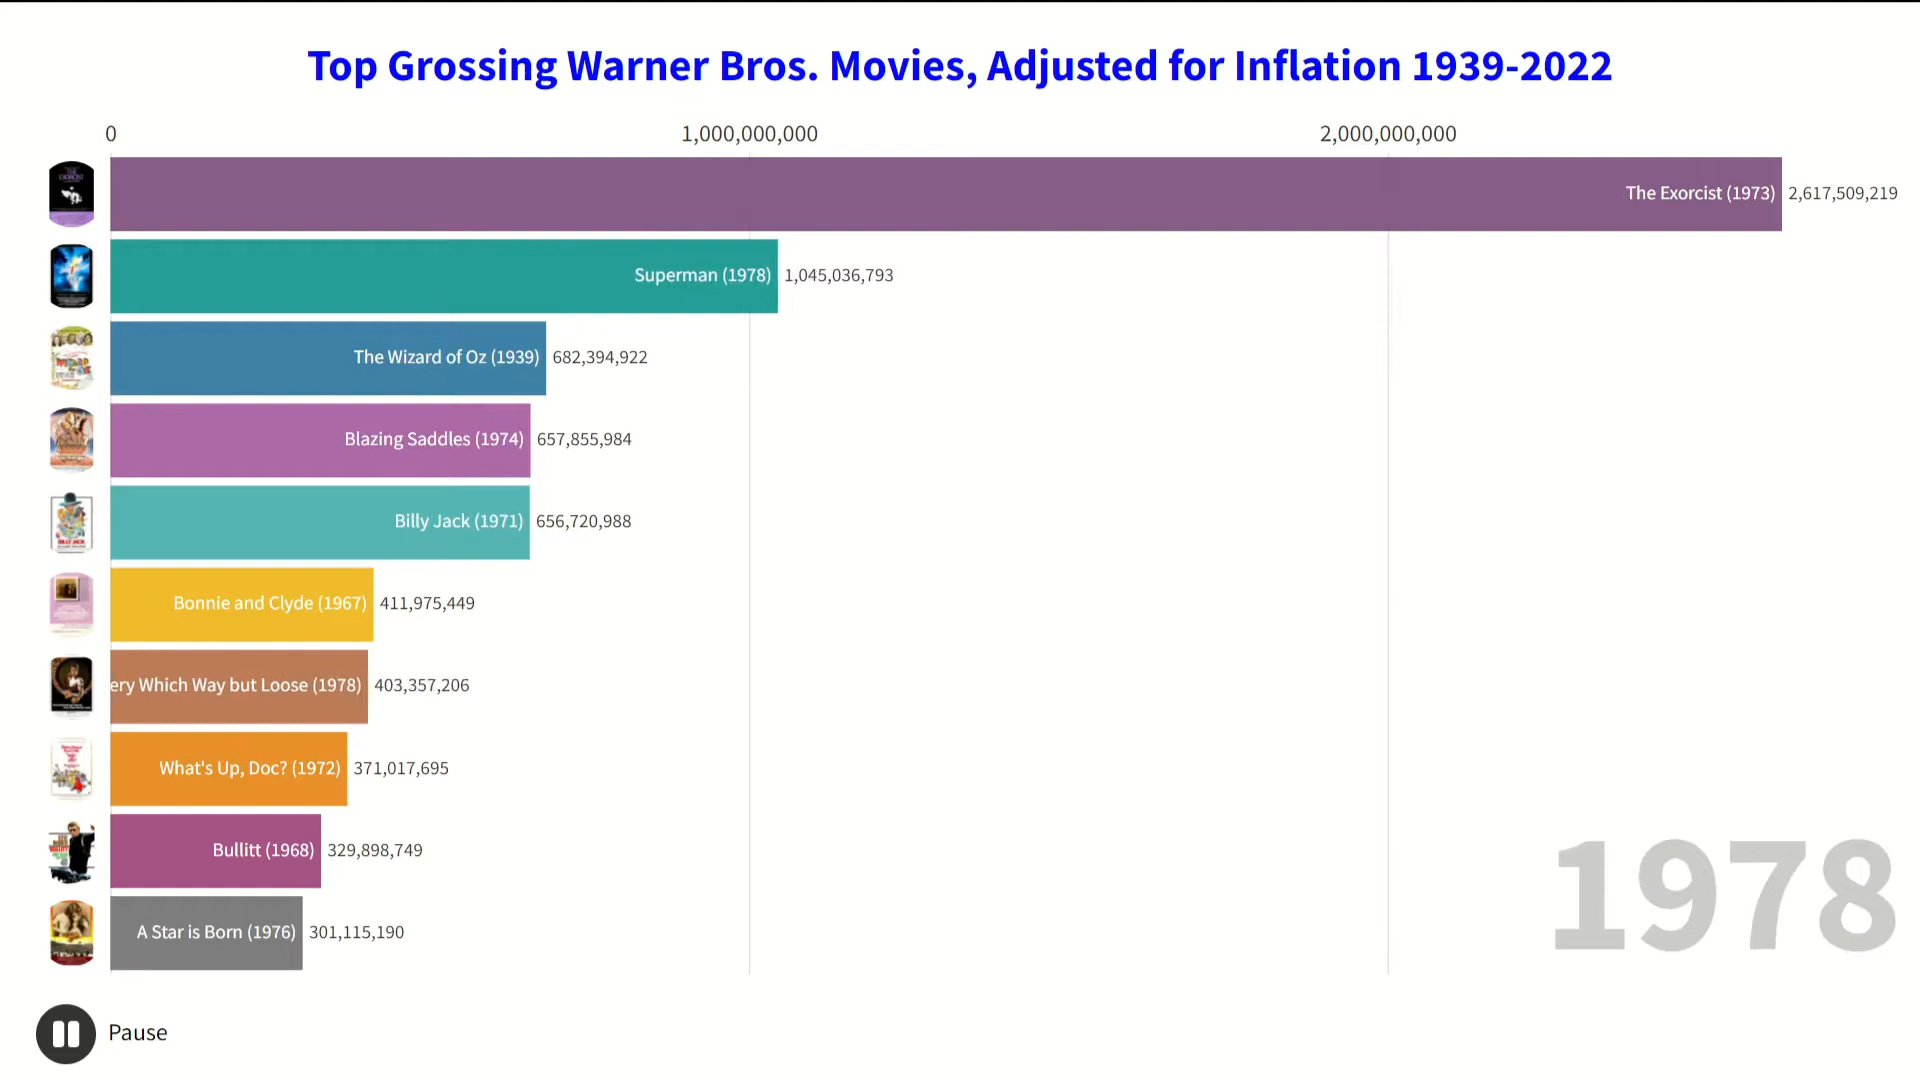 Top Grossing Warner Bros. Movies, Adjusted for Inflation 1939-2022
0 1,000,000,000 2,000,000,000
The Exorcist (1973) 2,617,509,219
Superman (1978) 1,045,036,793
The Wizard of Oz (1939) 682,394,922
Blazing Saddles (1974) 657,855,984
Billy Jack (1971) 656,720,988
Bonnie and Clyde (1967) 411,975,449
ery Which Way but Loose (1978) 403,357,206
What's Up, Doc? (1972) 371,017,695
Bullitt (1968) 329,898,749
A Star is Born (1976) 301,115,190
1978
Pause